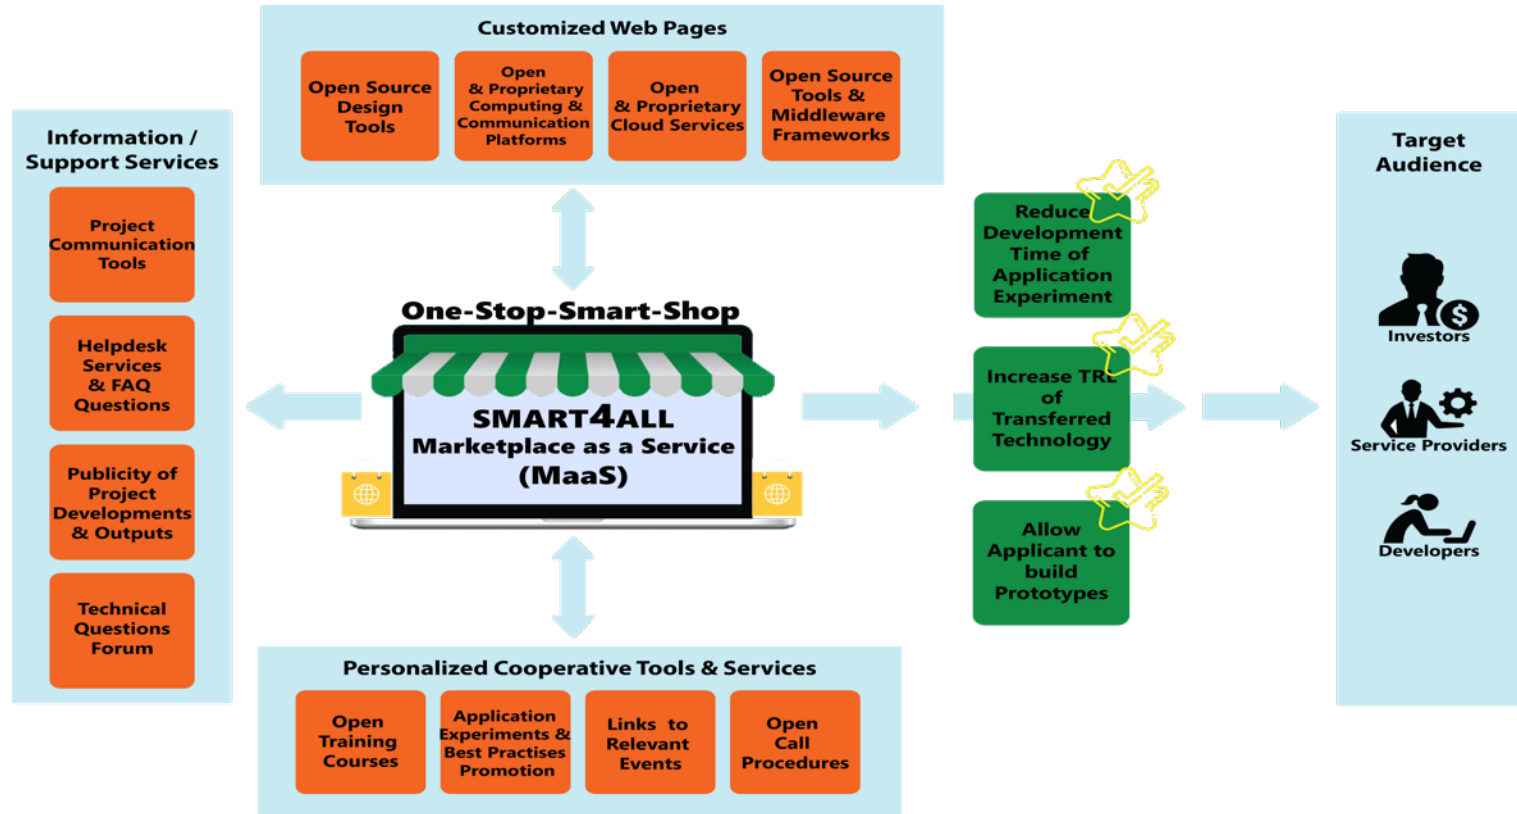 Customized Web Pages
Open Source
Design
Tools
Open
& Proprietary
Computing &
Communication
Platforms
Open
& Proprietary
Cloud Services
Open Source
Tools &
Middleware
Frameworks
Information /
Support Services
Project
Communication
Tools
Helpdesk
Services
& FAQ
Questions
Publicity of
Project
Developments
& Outputs
Technical
Questions
Forum
One-Stop-Smart-Shop
SMART4ALL
Marketplace as a Service
(MaaS)
Personalized Cooperative Tools & Services
Open
Training
Courses
Application
Experiments &
Best Practises
Promotion
Links to
Relevant
Events
Open
Call
Procedures
Reduce
Development
Time of
Application
Experiment
Increase TRL
of
Transferred
Technology
Allow
Applicant to
build
Prototypes
Target
Audience
$
Investors
Service Providers
Developers